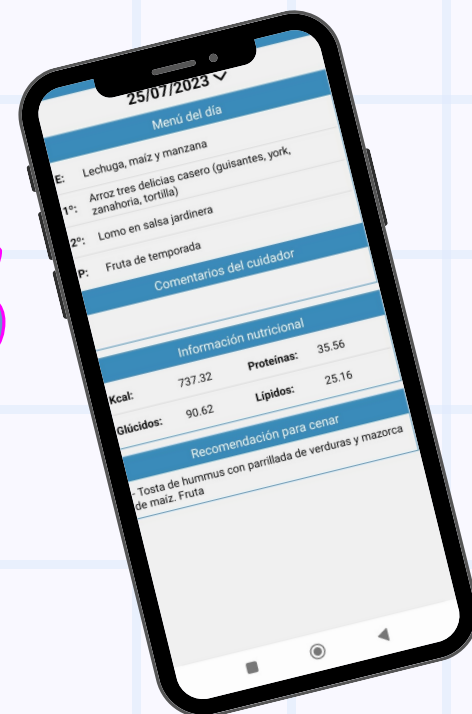 25/07/2023
Menú del día
E: Lechuga, maíz y manzana
1º: Arroz tres delicias casero (guisantes, york,
zanahoria, tortilla)
2º: Lomo en salsa jardinera
P: Fruta de temporada
Comentarios del cuidador
Información nutricional
Kcal: 737.32 Proteínas: 35.56
Glúcidos: 90.62 Lípidos: 25.16
Recomendación para cenar
- Tosta de hummus con parrillada de verduras y mazorca
de maíz. Fruta